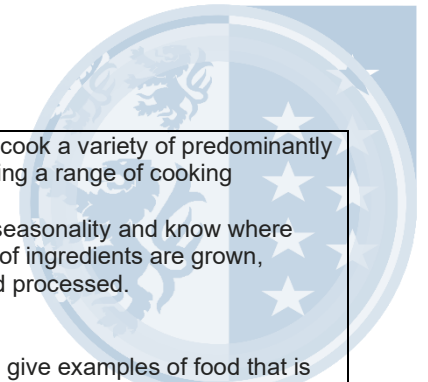 cook a variety of predominantly
ing a range of cooking
seasonality and know where
of ingredients are grown,
d processed.
give examples of food that is